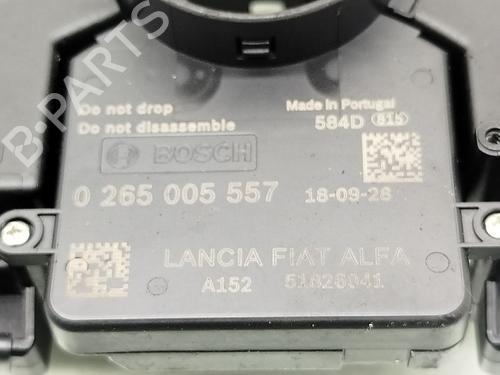 B-PARTS
Do not drop
Do not disassemble
Made in Portugal
584D 815
BOSCH
0 265 005 557 18-09-28
LANCIA FIAT ALFA
A152 51826041